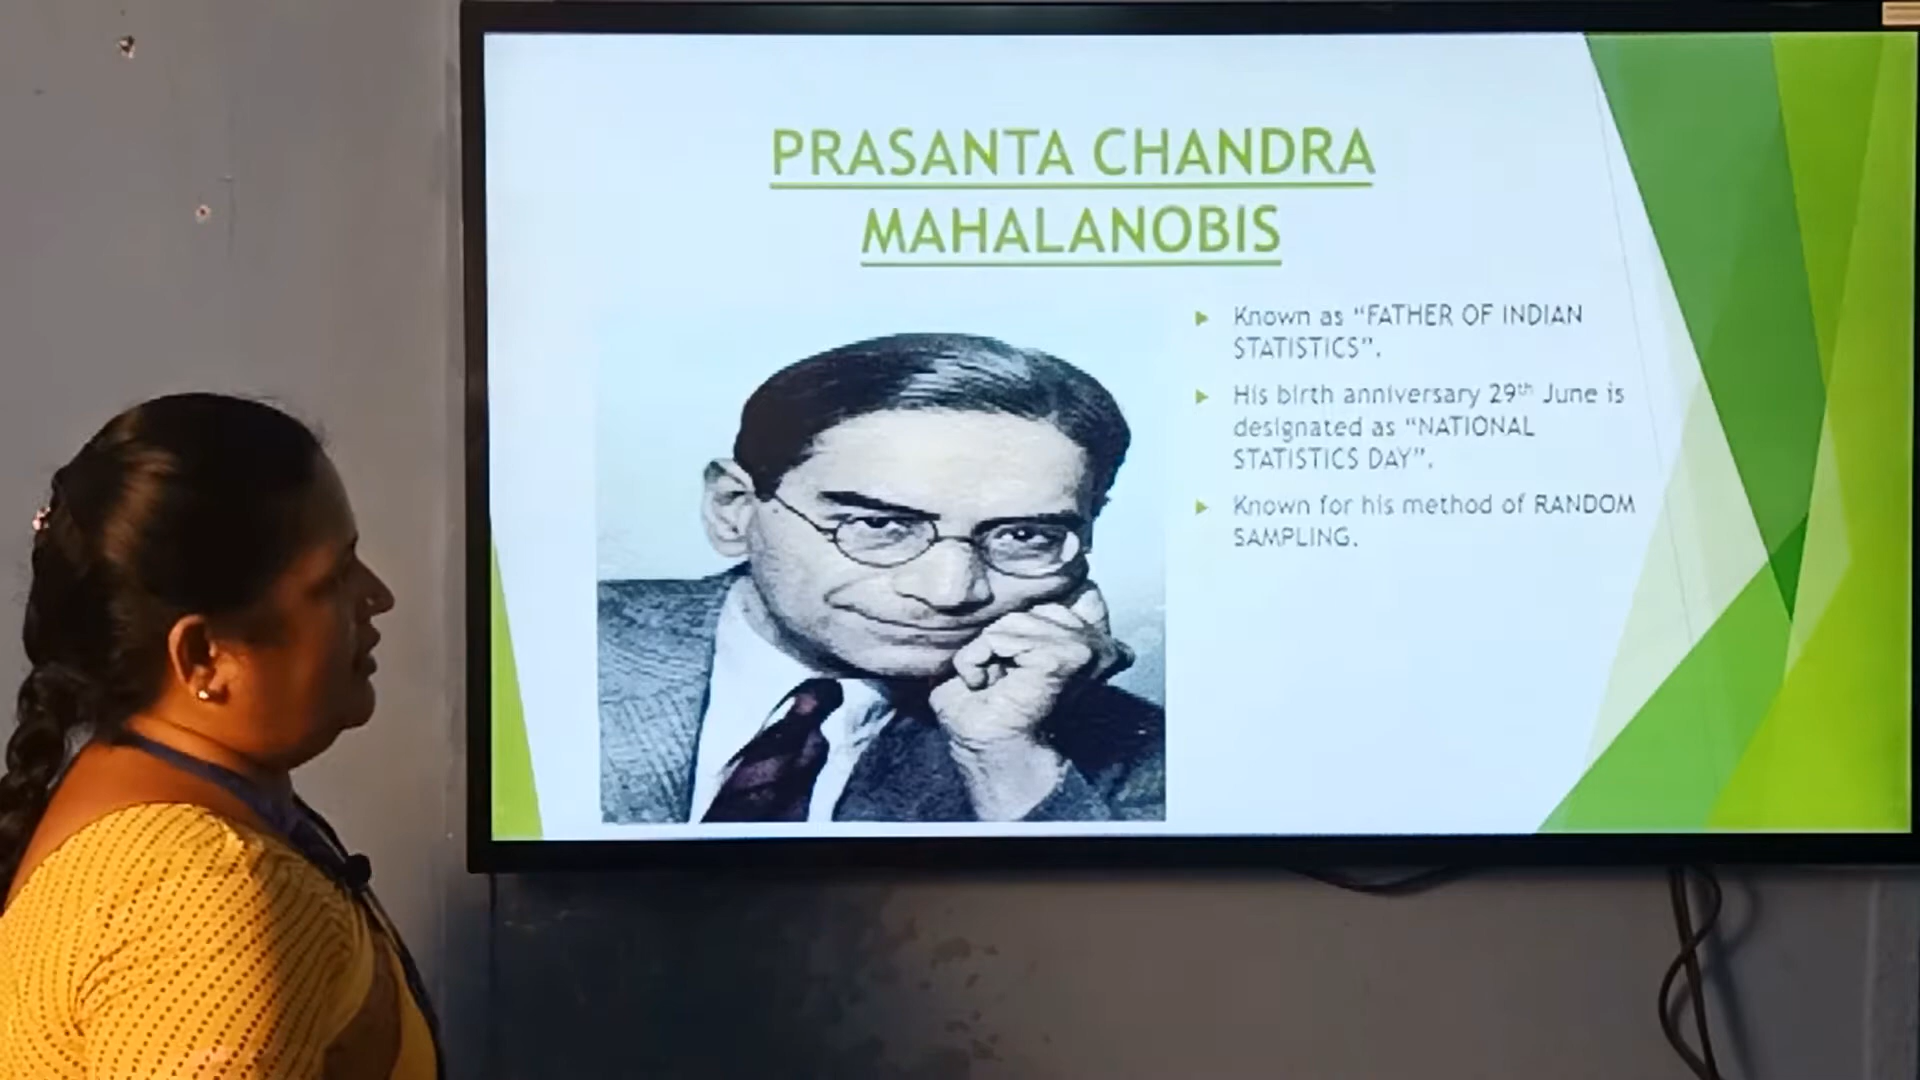 PRASANTA CHANDRA
MAHALANOBIS
Known as “FATHER OF INDIAN
STATISTICS”.
His birth anniversary 29th June is
designated as “NATIONAL
STATISTICS DAY”.
Known for his method of RANDOM
SAMPLING.